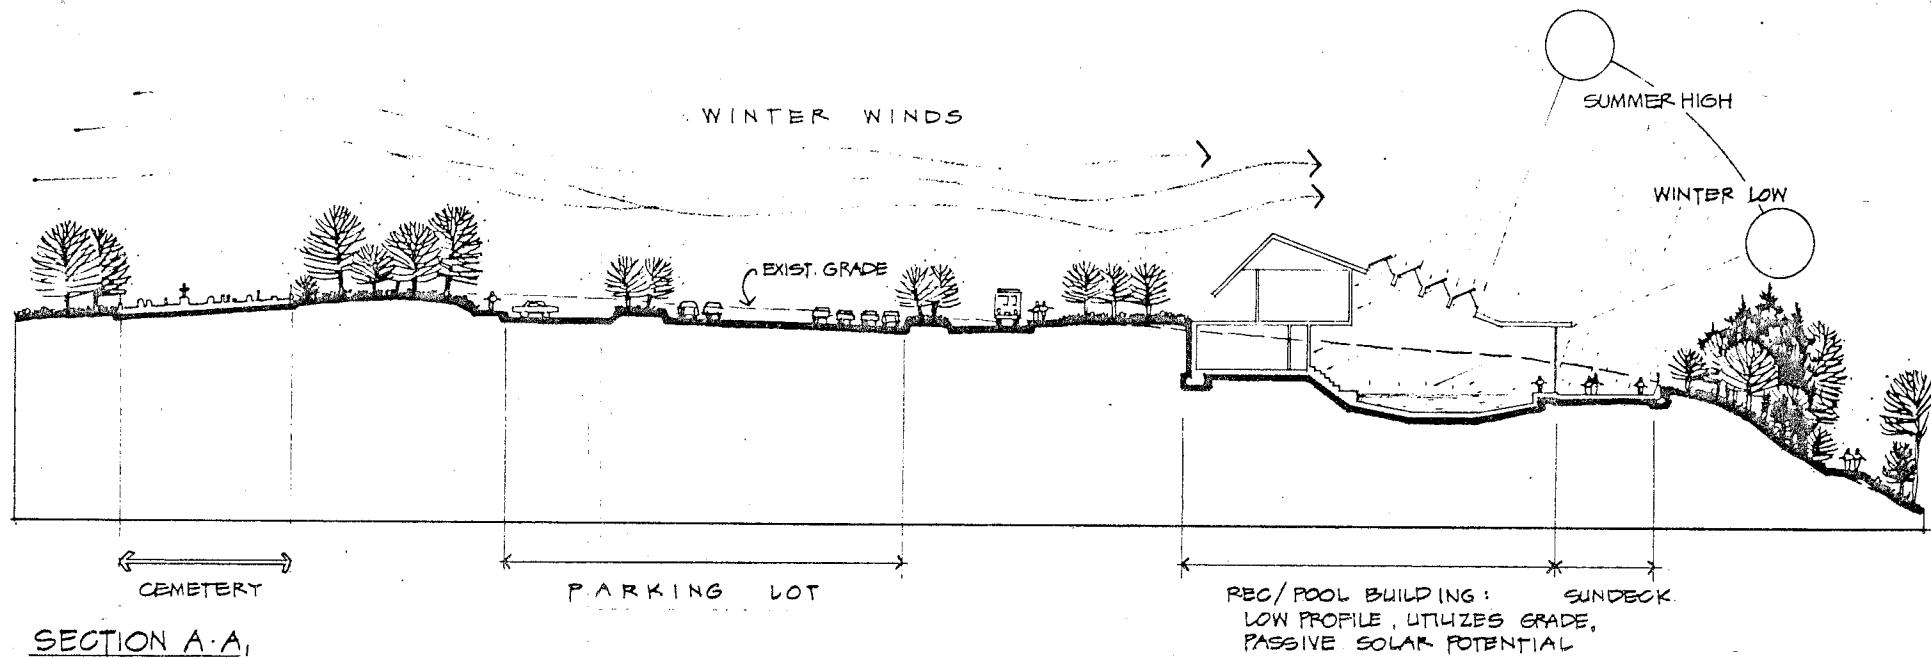 WINTER WINDS
SUMMER HIGH
WINTER LOW
EXIST. GRADE
CEMETERY
PARKING LOT
REC/POOL BUILDING:
LOW PROFILE, UTILIZES GRADE,
PASSIVE SOLAR POTENTIAL
SUNDECK
SECTION A·A,